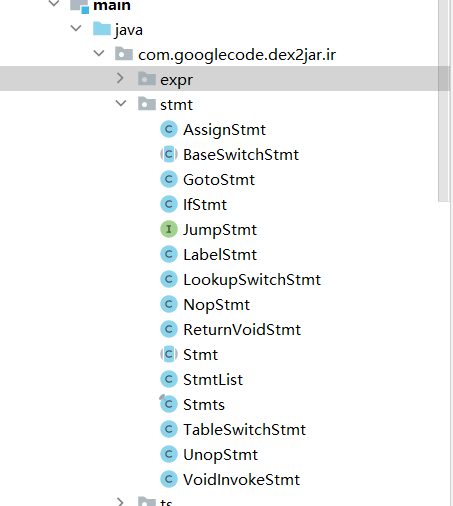 main
java
com.googlecode.dex2jar.ir
expr
stmt
C AssignStmt
C BaseSwitchStmt
C GotoStmt
C IfStmt
I JumpStmt
C LabelStmt
C LookupSwitchStmt
C NopStmt
C ReturnVoidStmt
C Stmt
C StmtList
C Stmts
C TableSwitchStmt
C UnopStmt
C VoidInvokeStmt
ts